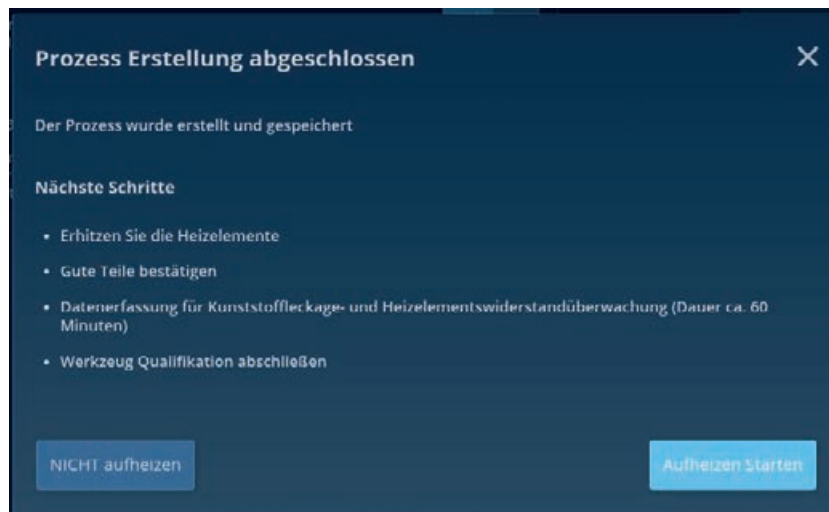 Prozess Erstellung abgeschlossen
Der Prozess wurde erstellt und gespeichert
Nächste Schritte
• Erhitzen Sie die Heizelemente
• Gute Teile bestätigen
• Datenerfassung für Kunststoffleckage- und Heizelementswiderstandüberwachung (Dauer ca. 60
Minuten)
• Werkzeug Qualifikation abschließen
NICHT aufheizen
Aufheizen Starten